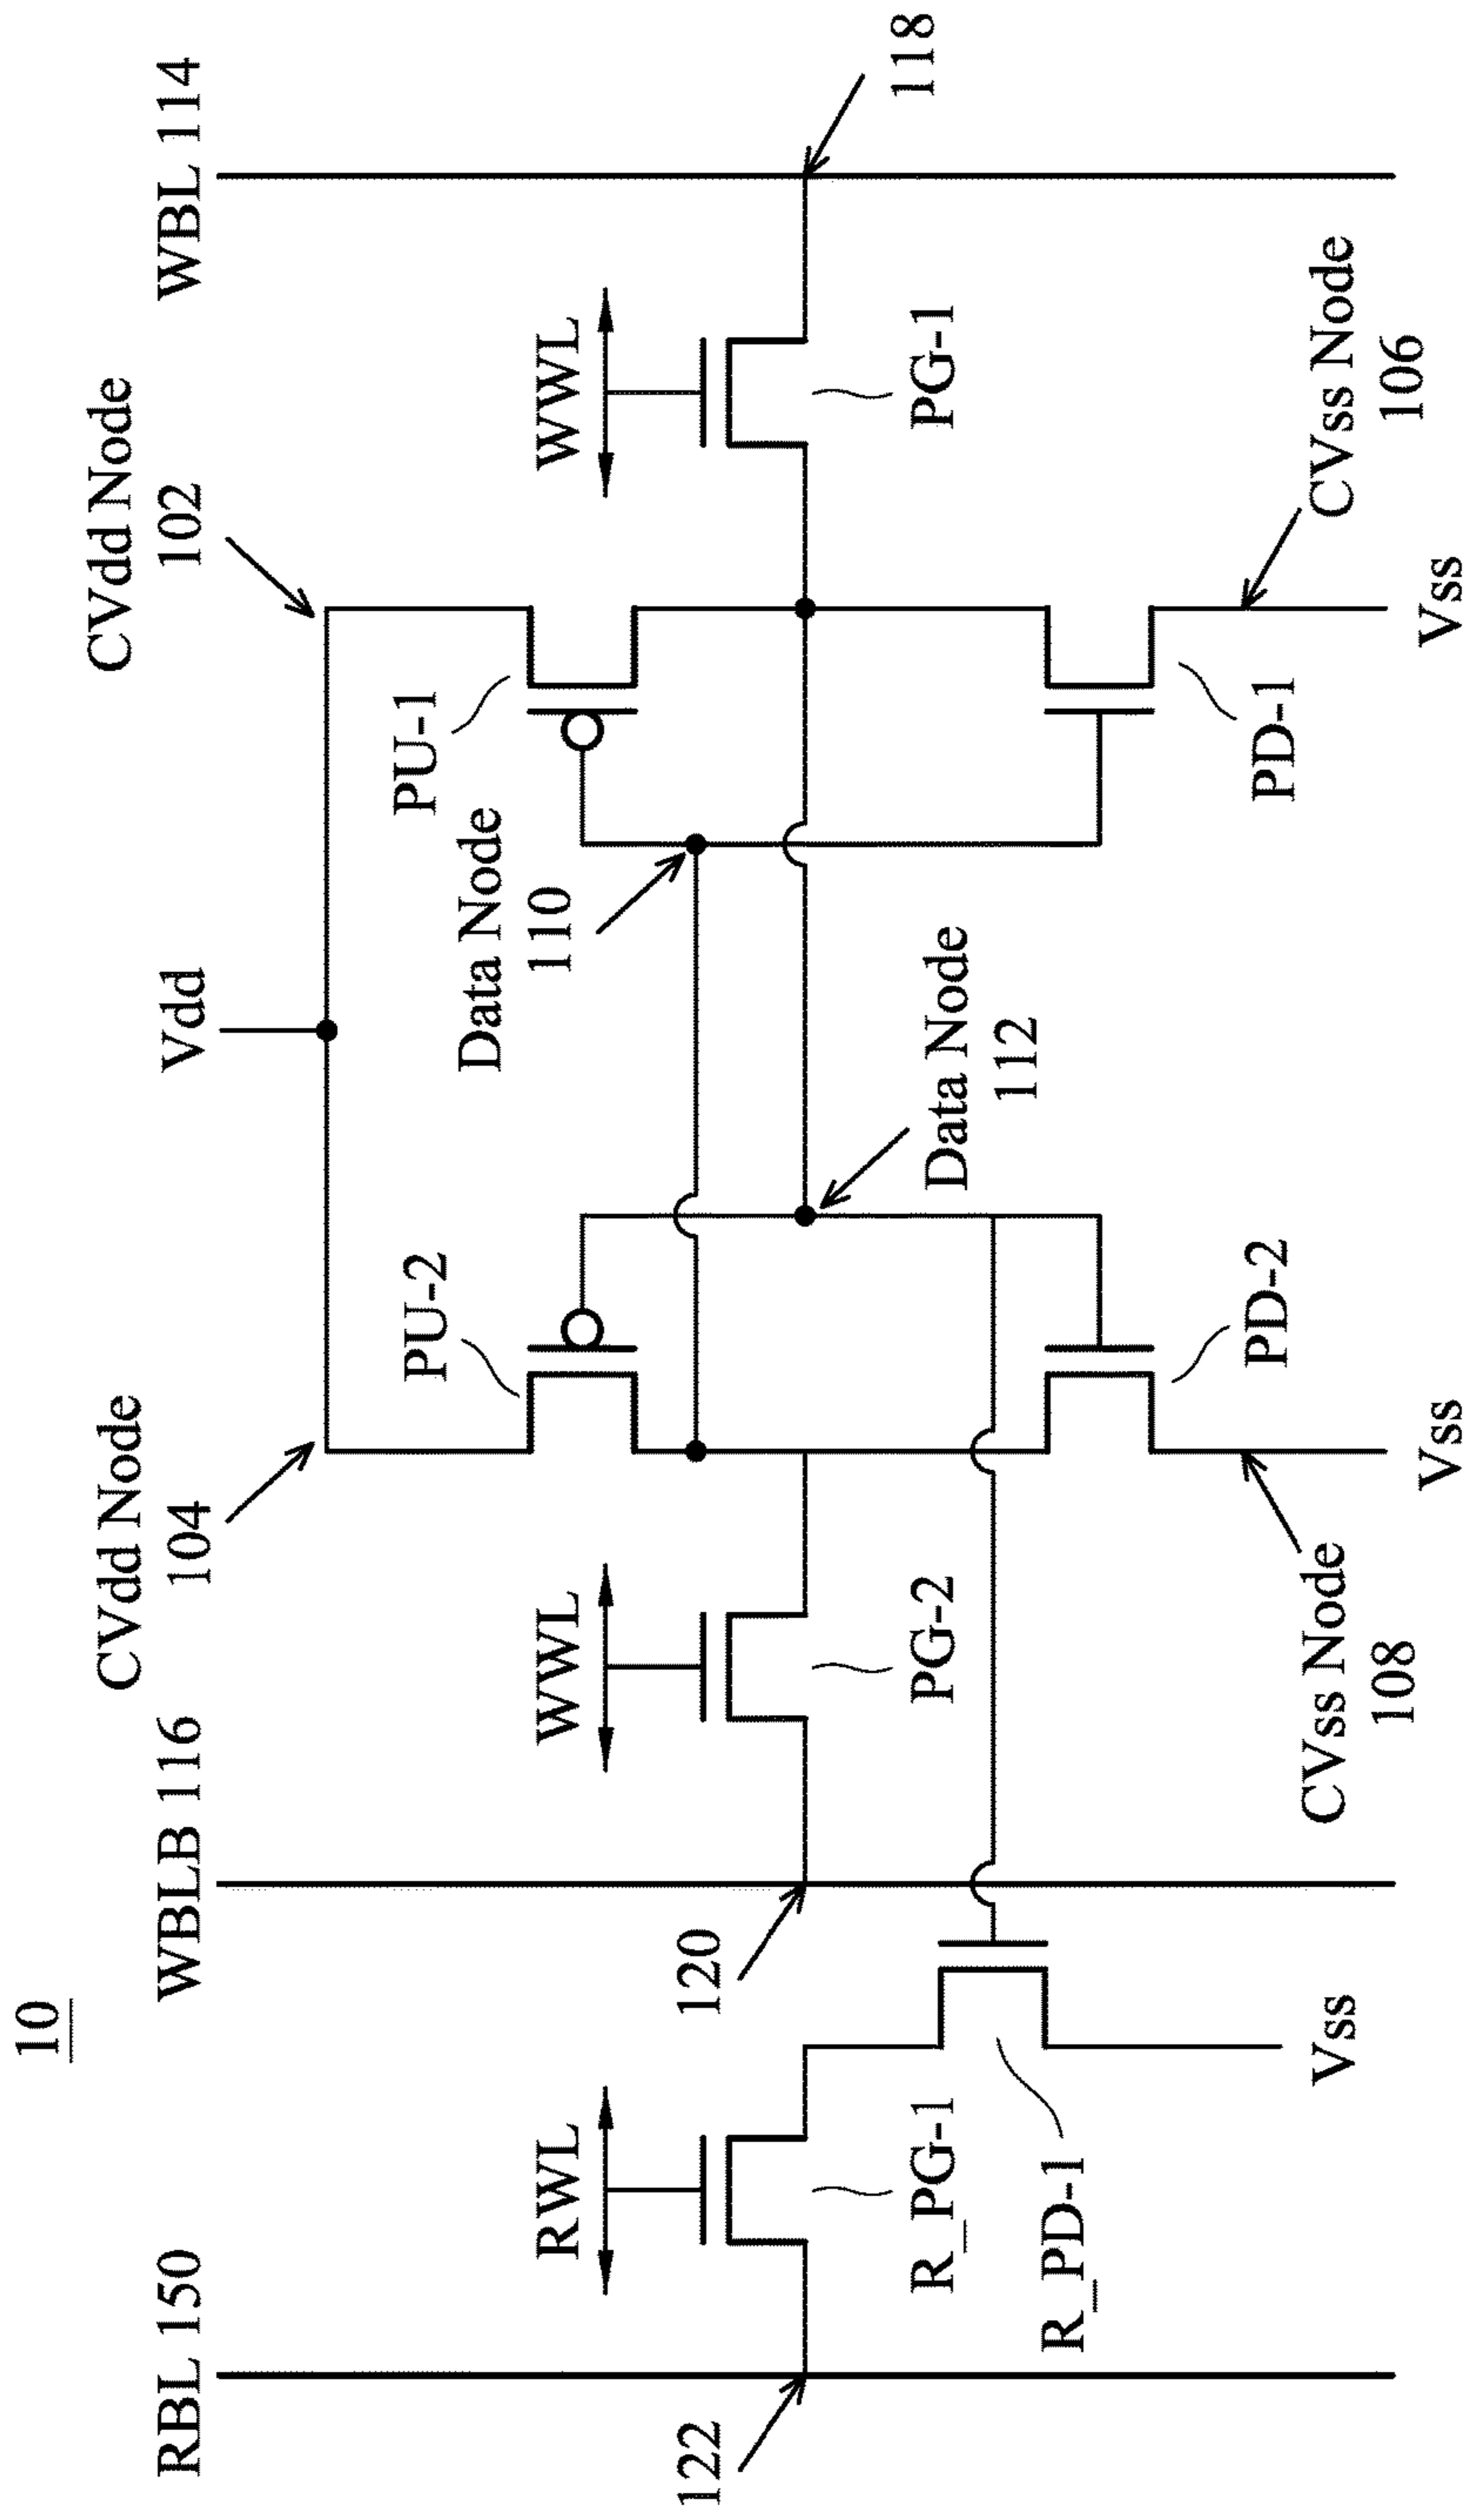 10
RBL 150
WBLB 116
CVdd Node
104
Vdd
CVdd Node
102
WBL 114
RWL
WWL
PU-2
Data Node
110
PU-1
WWL
122
120
R_PG-1
PG-2
Data Node
112
PG-1
118
R_PD-1
PD-2
PD-1
Vss
CVss Node
108
Vss
Vss
CVss Node
106